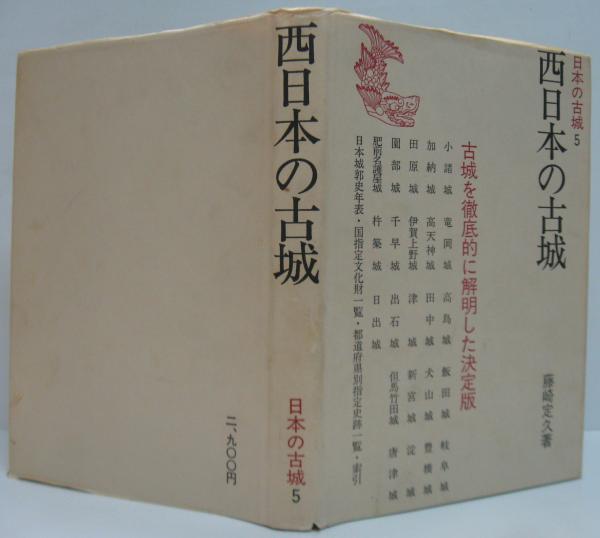 日本の古城 5
西日本の古城
藤崎定久著
古城を徹底的に解明した決定版
小諸城 竜岡城 高島城 飯田城 岐阜城
加納城 高天神城 田中城 犬山城 豊橋城
田原城 伊賀上野城 津城 新宮城 淀城
園部城 千早城 出石城 但馬竹田城 唐津城
肥前名護屋城 杵築城 日出城
日本城郭史年表・国指定文化財一覧・都道府県別指定史跡一覧・索引
西日本の古城
日本の古城 5
二、九〇〇円